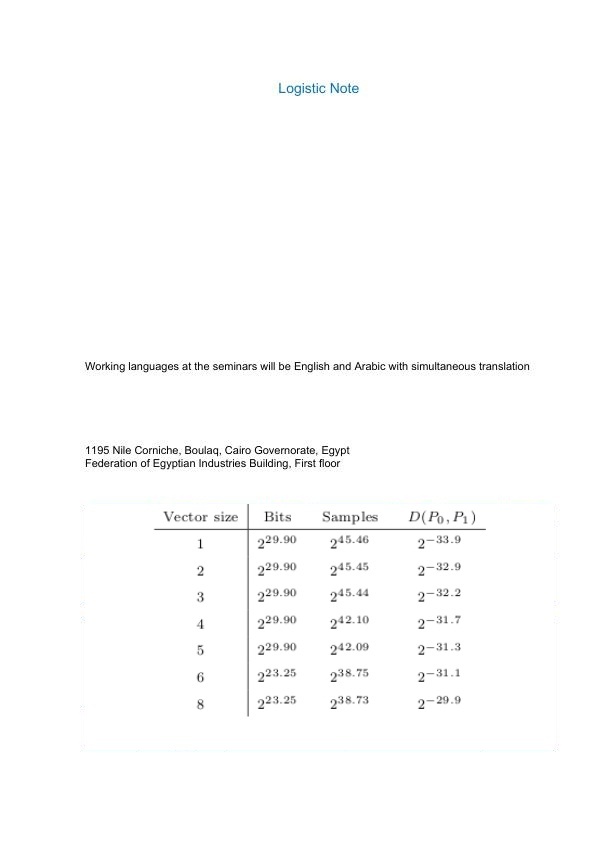 Logistic Note
Working languages at the seminars will be English and Arabic with simultaneous translation
1195 Nile Corniche, Boulaq, Cairo Governorate, Egypt
Federation of Egyptian Industries Building, First floor
Vector size Bits Samples D(P₀, P₁)
1 2^29.90 2^45.46 2^−33.9
2 2^29.90 2^45.45 2^−32.9
3 2^29.90 2^45.44 2^−32.2
4 2^29.90 2^42.10 2^−31.7
5 2^29.90 2^42.09 2^−31.3
6 2^23.25 2^38.75 2^−31.1
8 2^23.25 2^38.73 2^−29.9